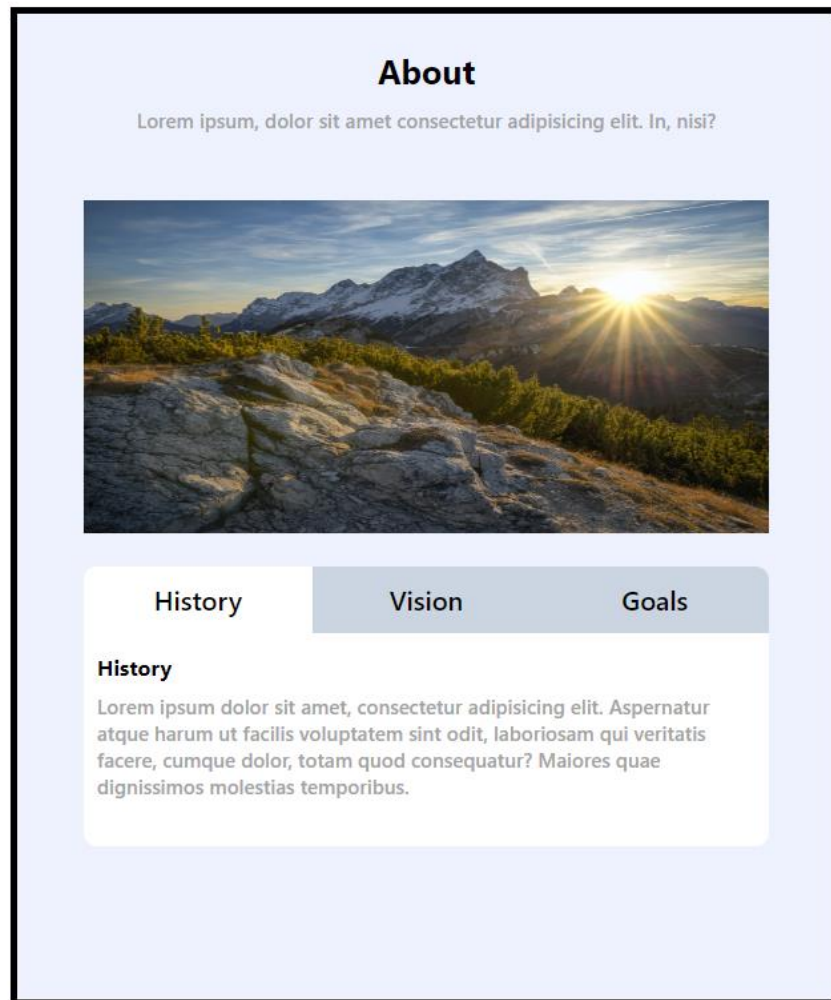 About
Lorem ipsum, dolor sit amet consectetur adipisicing elit. In, nisi?
History Vision Goals
History
Lorem ipsum dolor sit amet, consectetur adipisicing elit. Aspernatur
atque harum ut facilis voluptatem sint odit, laboriosam qui veritatis
facere, cumque dolor, totam quod consequatur? Maiores quae
dignissimos molestias temporibus.